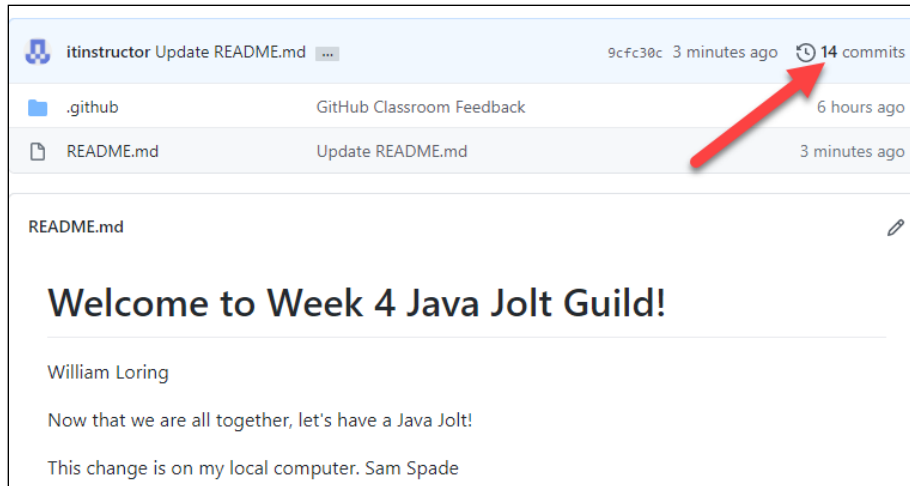 itinstructor Update README.md ... 9cfc30c 3 minutes ago 14 commits
.github GitHub Classroom Feedback 6 hours ago
README.md Update README.md 3 minutes ago
README.md
Welcome to Week 4 Java Jolt Guild!
William Loring
Now that we are all together, let's have a Java Jolt!
This change is on my local computer. Sam Spade